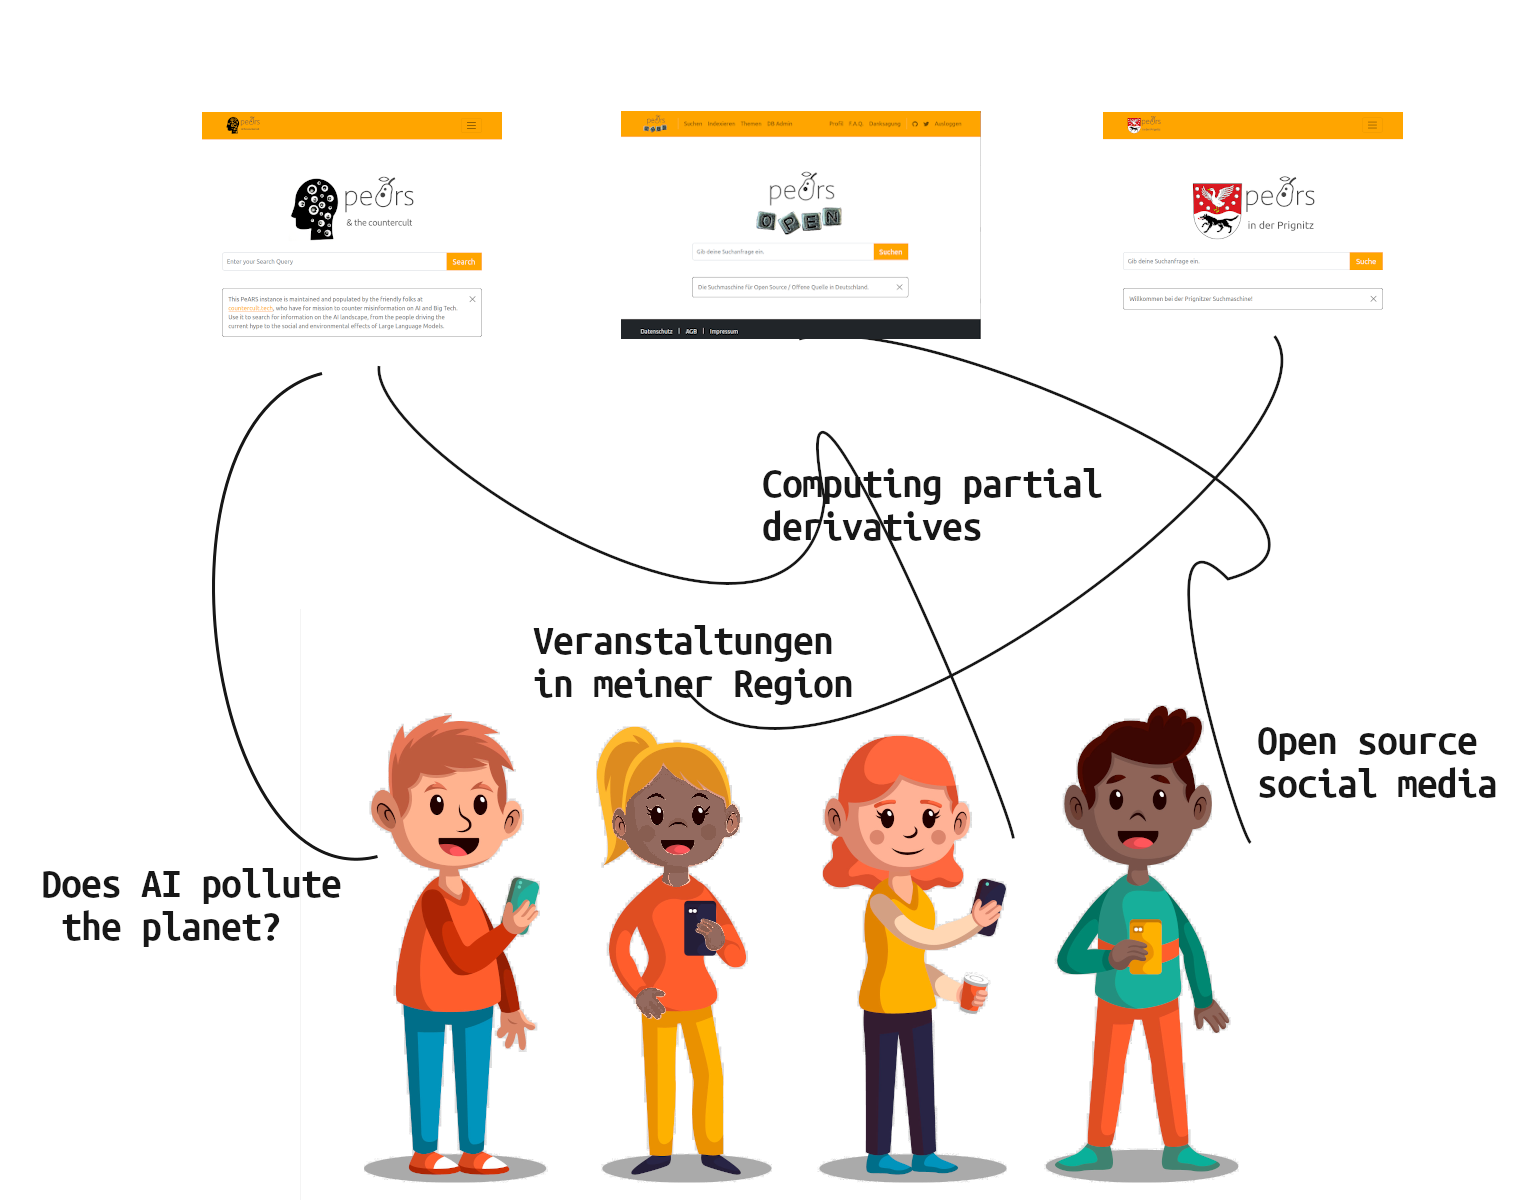 peARS
& the countercult
Enter your Search Query
Search
This PeARS instance is maintained and populated by the friendly folks at
countercult.tech, who have for mission to counter misinformation on AI and Big Tech.
Use it to search for information on the AI landscape, from the people driving the
current hype to the social and environmental effects of Large Language Models.
pears
Suchen Indexieren Themen DB Admin Profil F.A.Q. Danksagung Ausloggen
pears
OPEN
Gib deine Suchanfrage ein.
Suchen
Die Suchmaschine für Open Source / Offene Quelle in Deutschland.
Datenschutz | AGB | Impressum
pears
pears
in der Prignitz
Gib deine Suchanfrage ein.
Suche
Willkommen bei der Prignitzer Suchmaschine!
Computing partial
derivatives
Veranstaltungen
in meiner Region
Open source
social media
Does AI pollute
the planet?